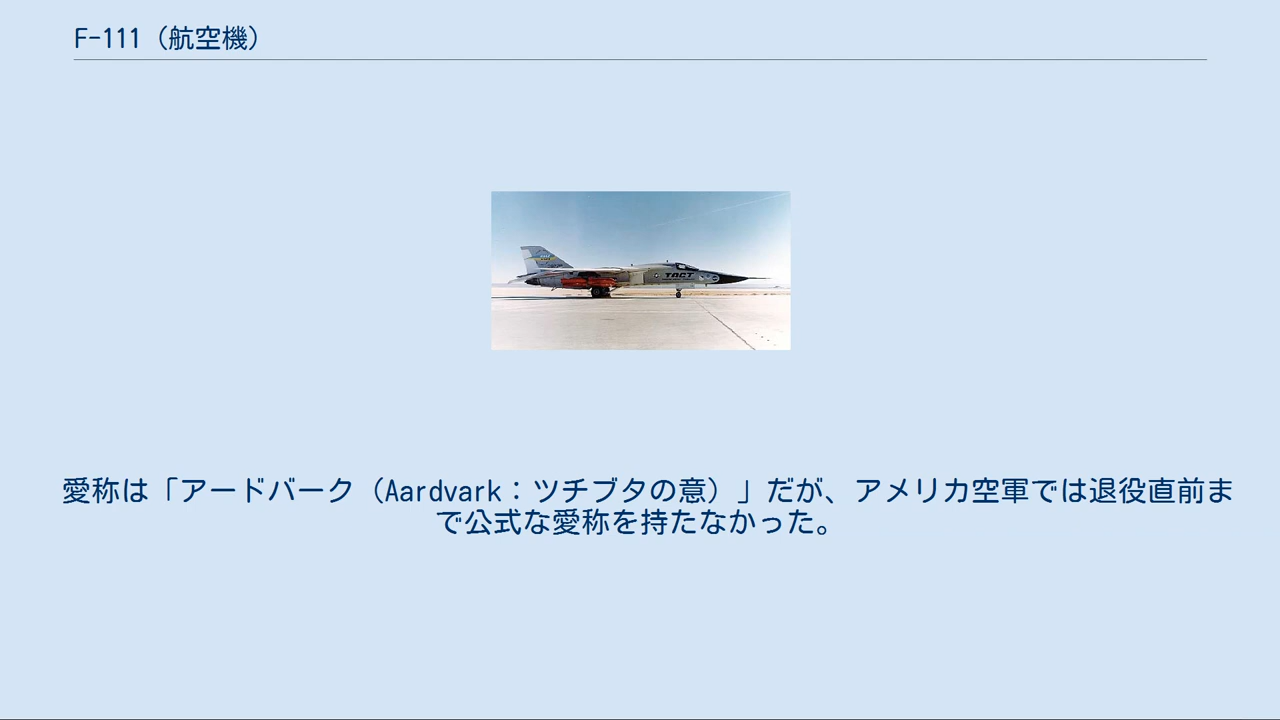 F-111（航空機）
TACT
愛称は「アードバーク（Aardvark：ツチブタの意）」だが、アメリカ空軍では退役直前ま
で公式な愛称を持たなかった。